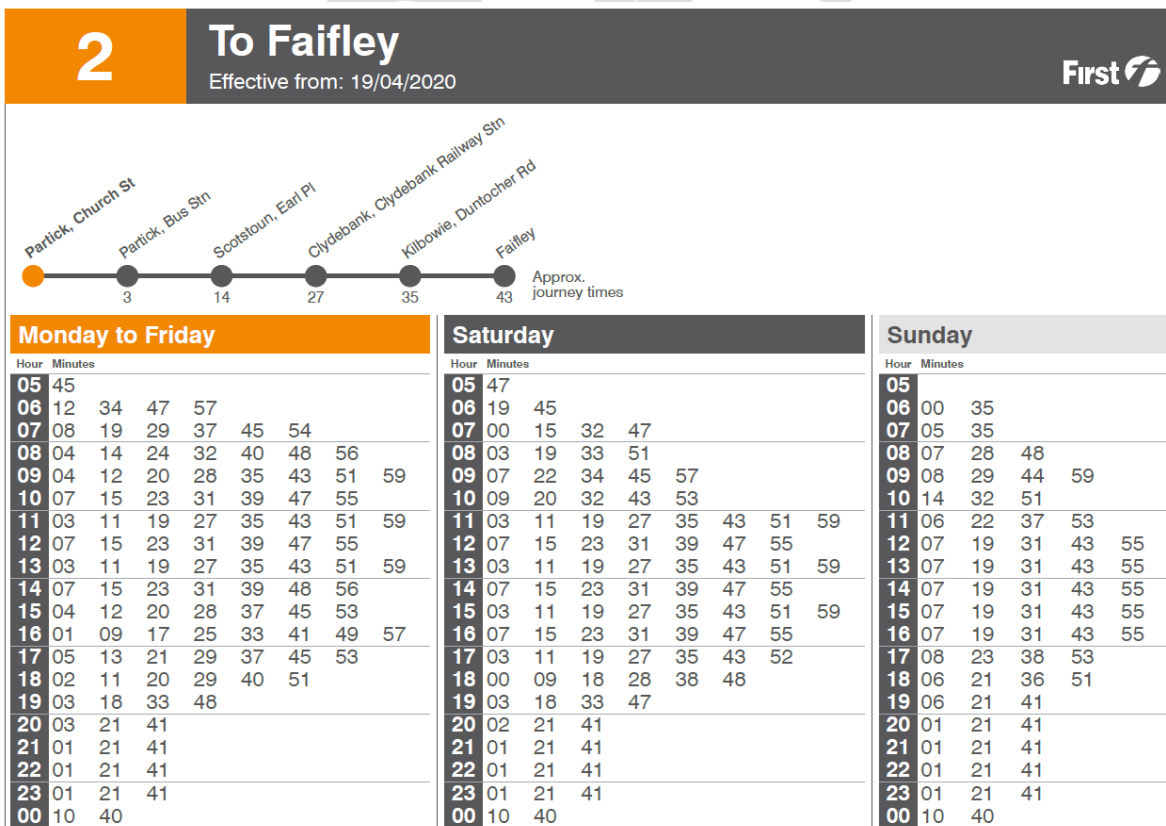 2
To Faifley
Effective from: 19/04/2020
First
Partick, Church St
Partick, Bus Stn
Scotstoun, Earl Pl
Clydebank, Clydebank Railway Stn
Kilbowie, Duntocher Rd
Faifley
3 14 27 35 43
Approx.
journey times
Monday to Friday
Hour Minutes
05 45
06 12 34 47 57
07 08 19 29 37 45 54
08 04 14 24 32 40 48 56
09 04 12 20 28 35 43 51 59
10 07 15 23 31 39 47 55
11 03 11 19 27 35 43 51 59
12 07 15 23 31 39 47 55
13 03 11 19 27 35 43 51 59
14 07 15 23 31 39 48 56
15 04 12 20 28 37 45 53
16 01 09 17 25 33 41 49 57
17 05 13 21 29 37 45 53
18 02 11 20 29 40 51
19 03 18 33 48
20 03 21 41
21 01 21 41
22 01 21 41
23 01 21 41
00 10 40
Saturday
Hour Minutes
05 47
06 19 45
07 00 15 32 47
08 03 19 33 51
09 07 22 34 45 57
10 09 20 32 43 53
11 03 11 19 27 35 43 51 59
12 07 15 23 31 39 47 55
13 03 11 19 27 35 43 51 59
14 07 15 23 31 39 47 55
15 03 11 19 27 35 43 51 59
16 07 15 23 31 39 47 55
17 03 11 19 27 35 43 52
18 00 09 18 28 38 48
19 03 18 33 47
20 02 21 41
21 01 21 41
22 01 21 41
23 01 21 41
00 10 40
Sunday
Hour Minutes
05
06 00 35
07 05 35
08 07 28 48
09 08 29 44 59
10 14 32 51
11 06 22 37 53
12 07 19 31 43 55
13 07 19 31 43 55
14 07 19 31 43 55
15 07 19 31 43 55
16 07 19 31 43 55
17 08 23 38 53
18 06 21 36 51
19 06 21 41
20 01 21 41
21 01 21 41
22 01 21 41
23 01 21 41
00 10 40